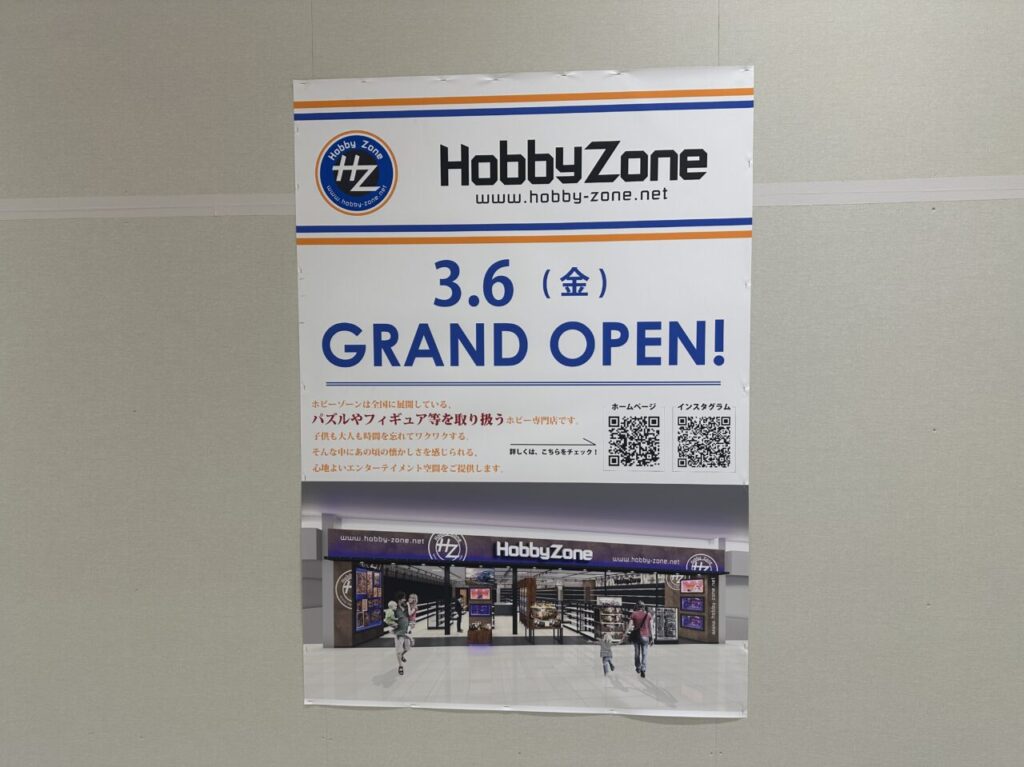 Hobby Zone
HZ
www.hobby-zone.net
HobbyZone
www.hobby-zone.net
3.6（金）
GRAND OPEN!
ホビーゾーンは全国に展開している、
パズルやフィギュア等を取り扱うホビー専門店です。
子供も大人も時間を忘れてワクワクする。
そんな中にあの頃の懐かしさを感じられる、
心地よいエンターテイメント空間をご提供します。
詳しくは、こちらをチェック！
ホームページ
インスタグラム
www.hobby-zone.net
HZ
HobbyZone
www.hobby-zone.net
HZ